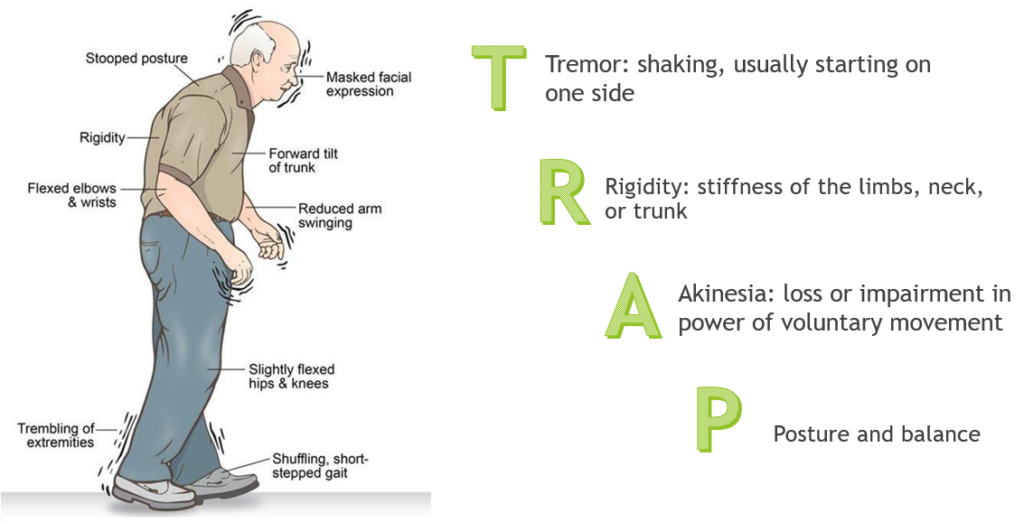 Stooped posture
Masked facial
expression
Rigidity
Forward tilt
of trunk
Flexed elbows
& wrists
Reduced arm
swinging
Slightly flexed
hips & knees
Trembling of
extremities
Shuffling, short-
stepped gait
T
Tremor: shaking, usually starting on
one side
R
Rigidity: stiffness of the limbs, neck,
or trunk
A
Akinesia: loss or impairment in
power of voluntary movement
P
Posture and balance